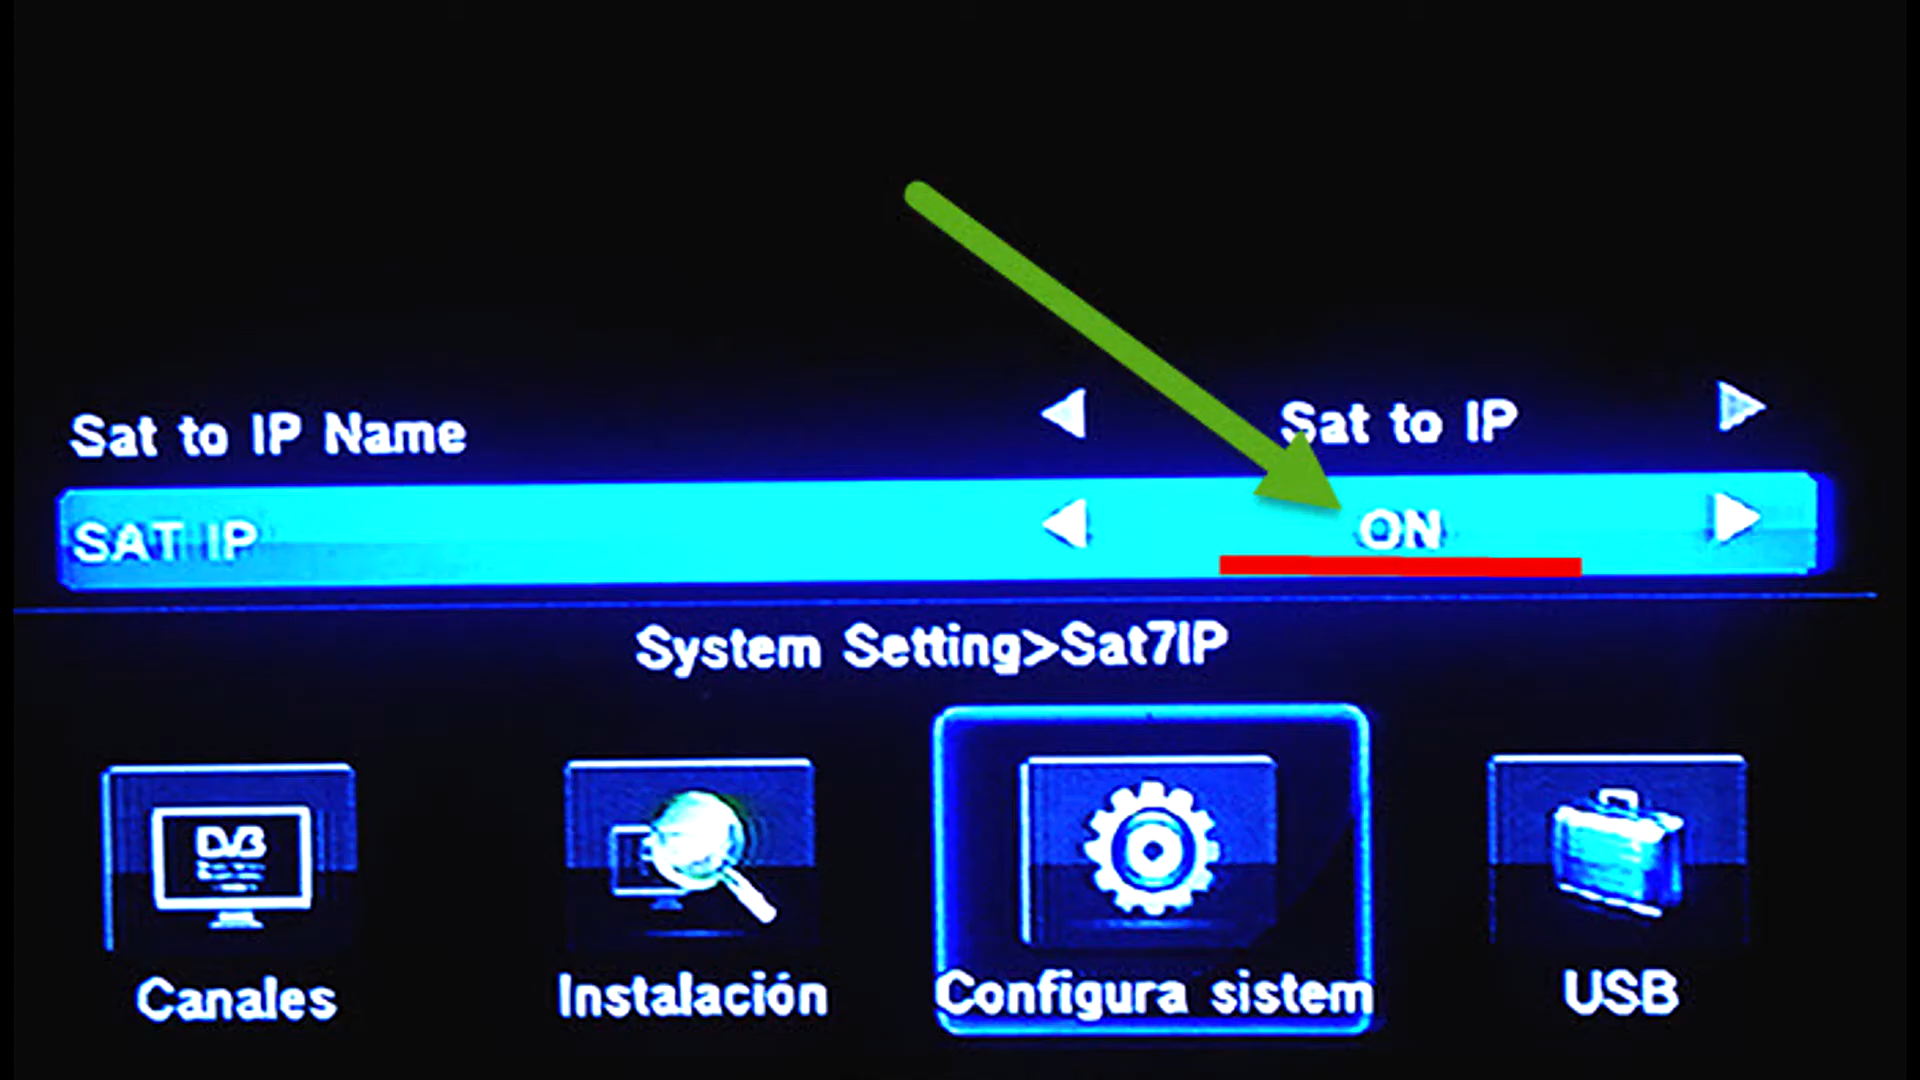 Sat to IP Name Sat to IP
SAT IP ON
System Setting>Sat7IP
DVB
Canales Instalación Configura sistem USB